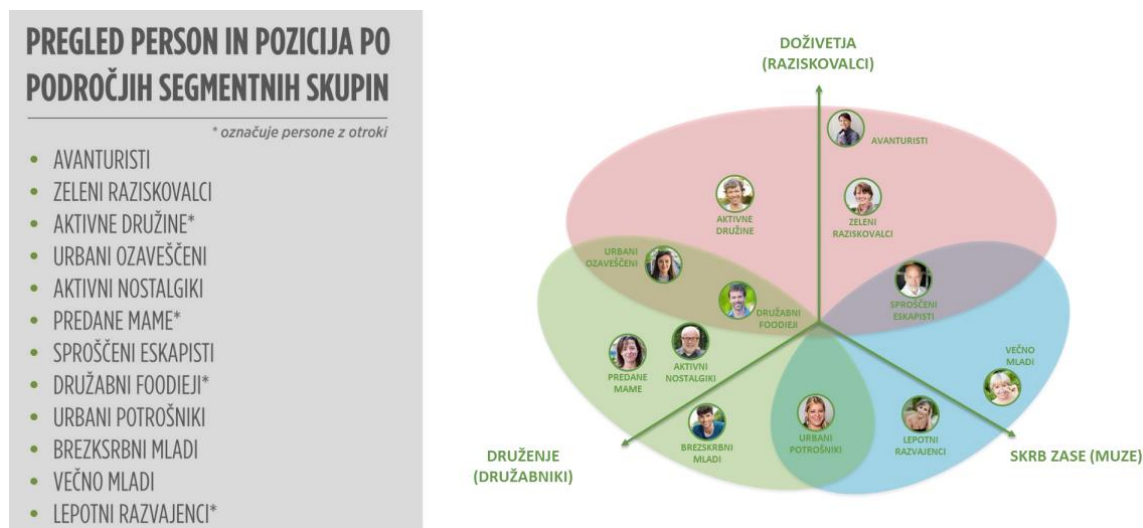 PREGLED PERSON IN POZICIJA PO
PODROČJIH SEGMENTNIH SKUPIN
* označuje persone z otroki
• AVANTURISTI
• ZELENI RAZISKOVALCI
• AKTIVNE DRUŽINE*
• URBANI OZAVEŠČENI
• AKTIVNI NOSTALGIKI
• PREDANE MAME*
• SPROŠČENI ESKAPISTI
• DRUŽABNI FOODIEJI*
• URBANI POTROŠNIKI
• BREZKSRBNI MLADI
• VEČNO MLADI
• LEPOTNI RAZVAJENCI*
DOŽIVETJA
(RAZISKOVALCI)
AVANTURISTI
AKTIVNE
DRUŽINE
ZELENI
RAZISKOVALCI
URBANI
OZAVEŠČENI
DRUŽABNI
FOODIEJI
SPROŠČENI
ESKAPISTI
VEČNO
MLADI
PREDANE
MAME
AKTIVNI
NOSTALGIKI
BREZSKRBNI
MLADI
URBANI
POTROŠNIKI
LEPOTNI
RAZVAJENCI
DRUŽENJE
(DRUŽABNIKI)
SKRB ZASE (MUZE)